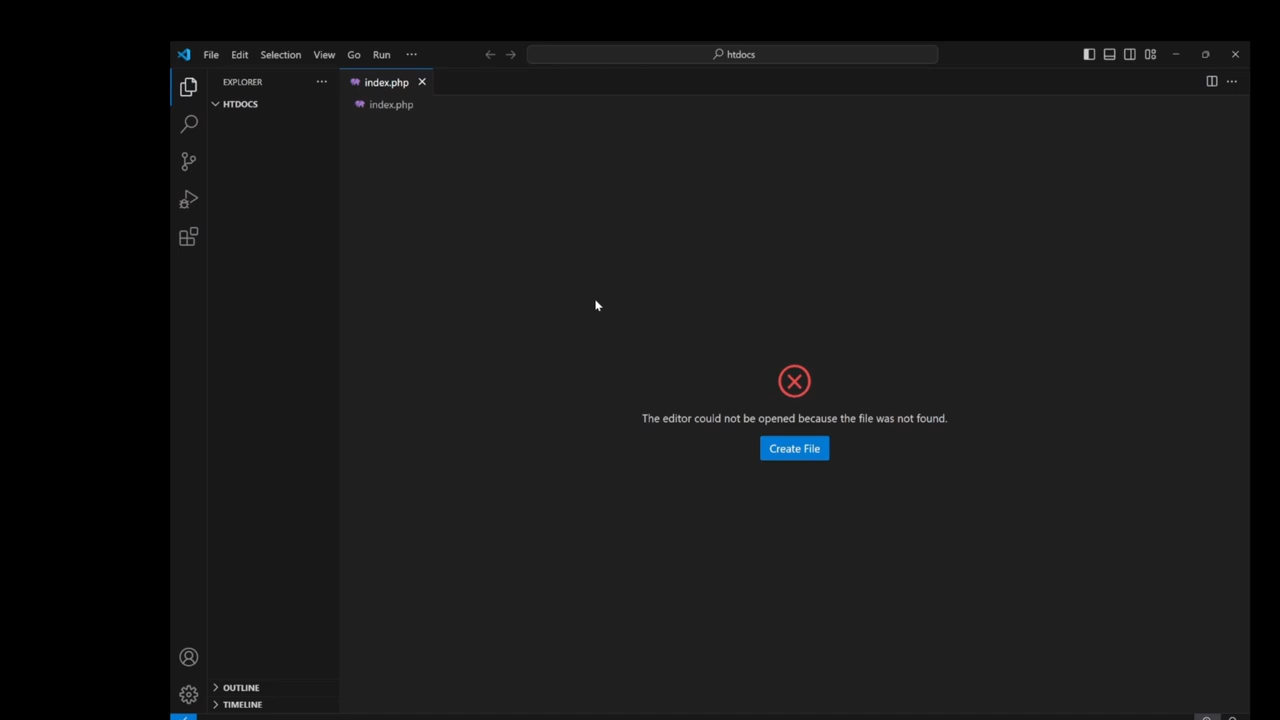 File Edit Selection View Go Run ···
htdocs
EXPLORER ···
index.php
HTDOCS
index.php
The editor could not be opened because the file was not found.
Create File
OUTLINE
TIMELINE